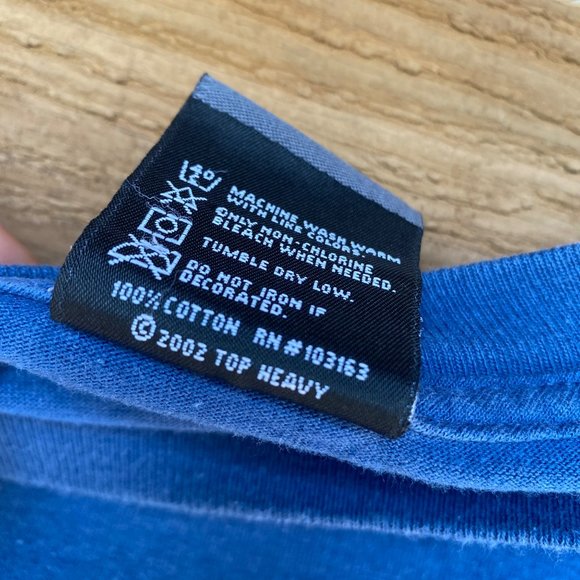 40
MACHINE WASH WARM
WITH LIKE COLORS.
ONLY NON-CHLORINE
BLEACH WHEN NEEDED.
TUMBLE DRY LOW.
DO NOT IRON IF
DECORATED.
100% COTTON RN#103163
© 2002 TOP HEAVY